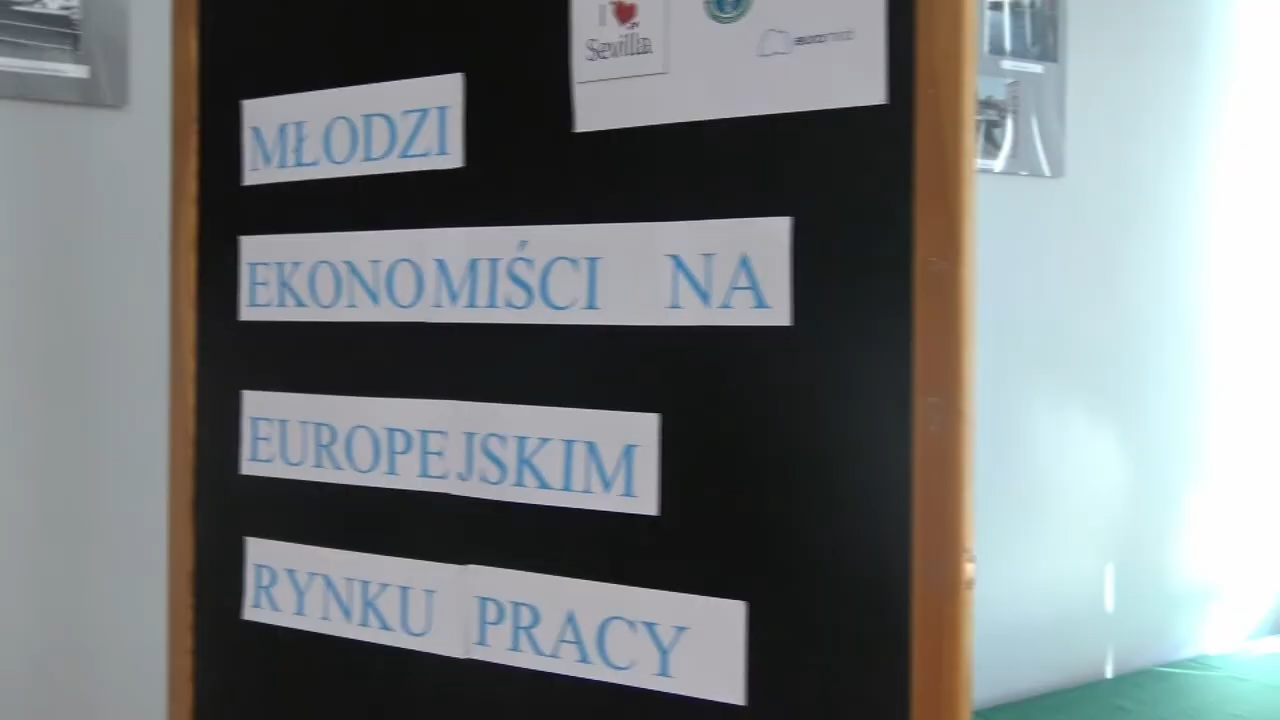 I
Sevilla
MŁODZI
EKONOMIŚCI NA
EUROPEJSKIM
RYNKU PRACY